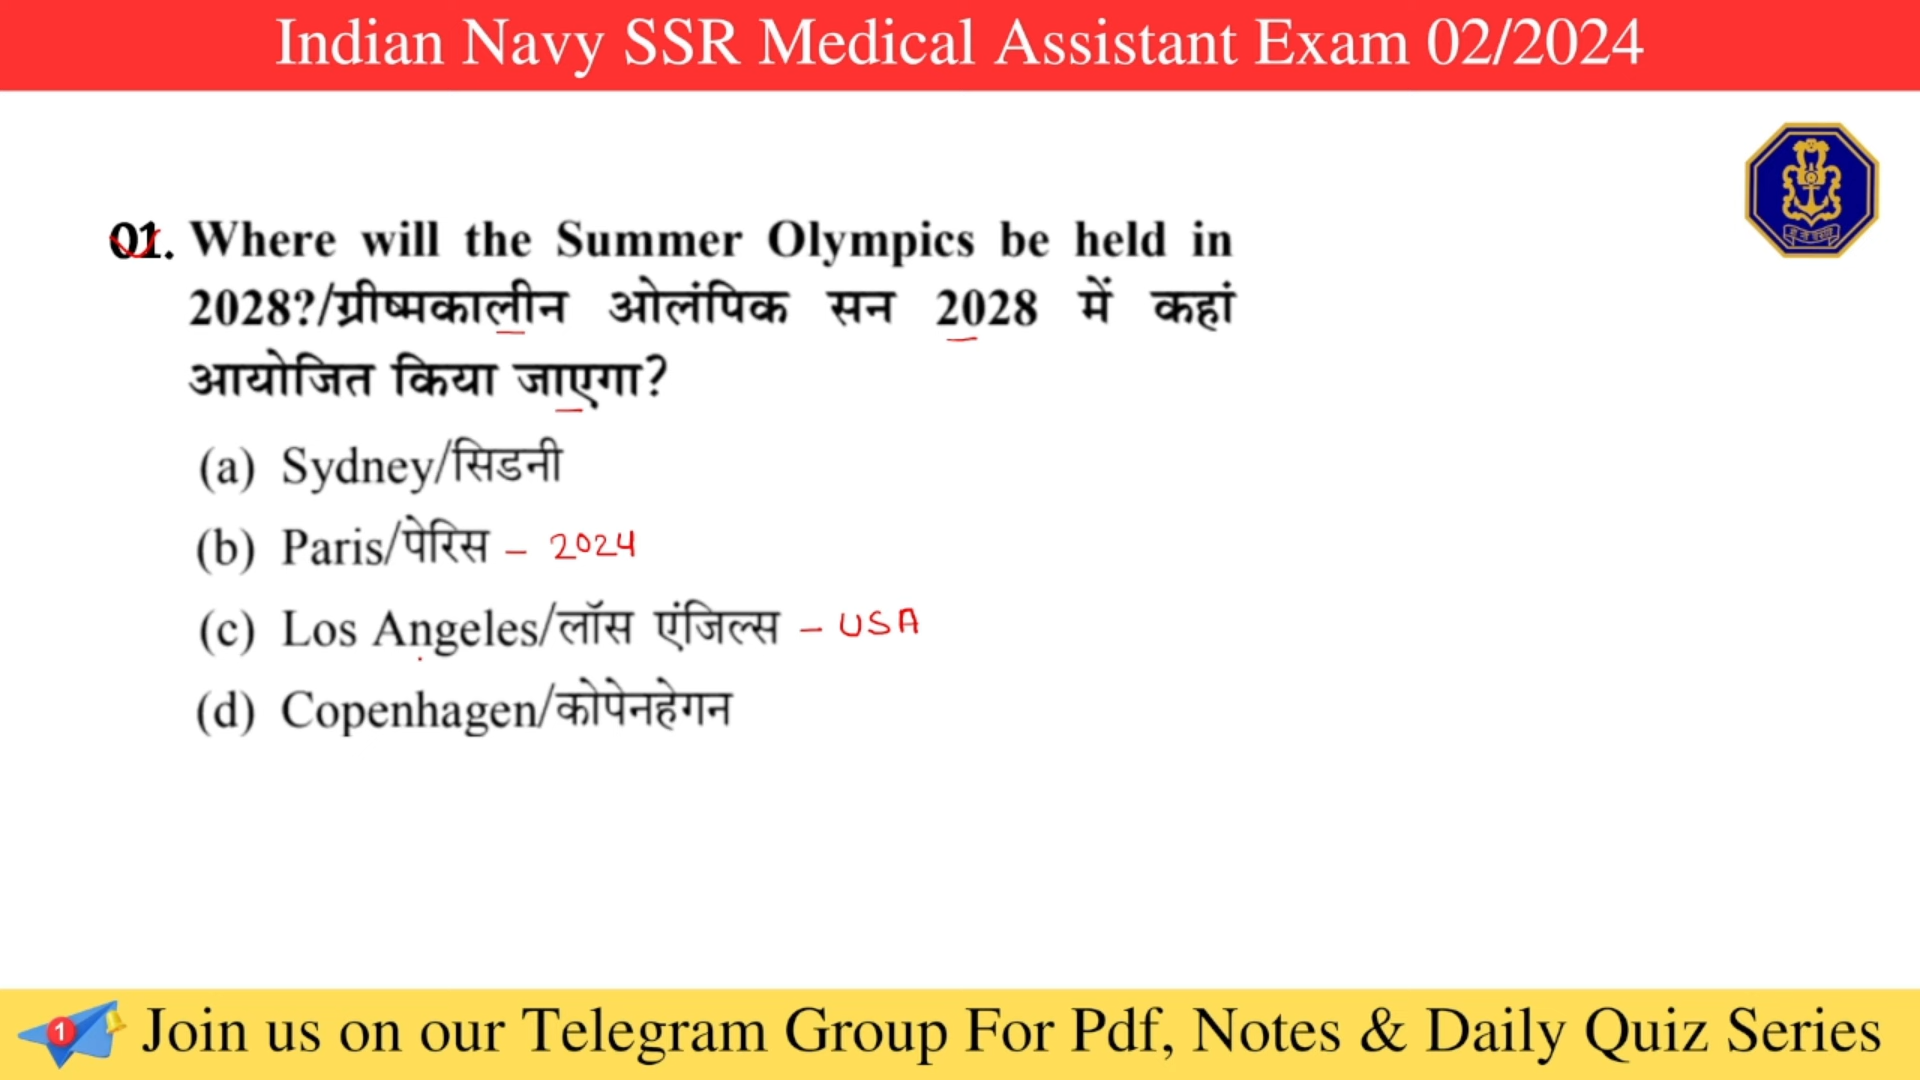 Indian Navy SSR Medical Assistant Exam 02/2024
01. Where will the Summer Olympics be held in
2028?/ग्रीष्मकालीन ओलंपिक सन 2028 में कहां
आयोजित किया जाएगा?
(a) Sydney/सिडनी
(b) Paris/पेरिस - 2024
(c) Los Angeles/लॉस एंजिल्स - USA
(d) Copenhagen/कोपेनहेगन
1 Join us on our Telegram Group For Pdf, Notes & Daily Quiz Series